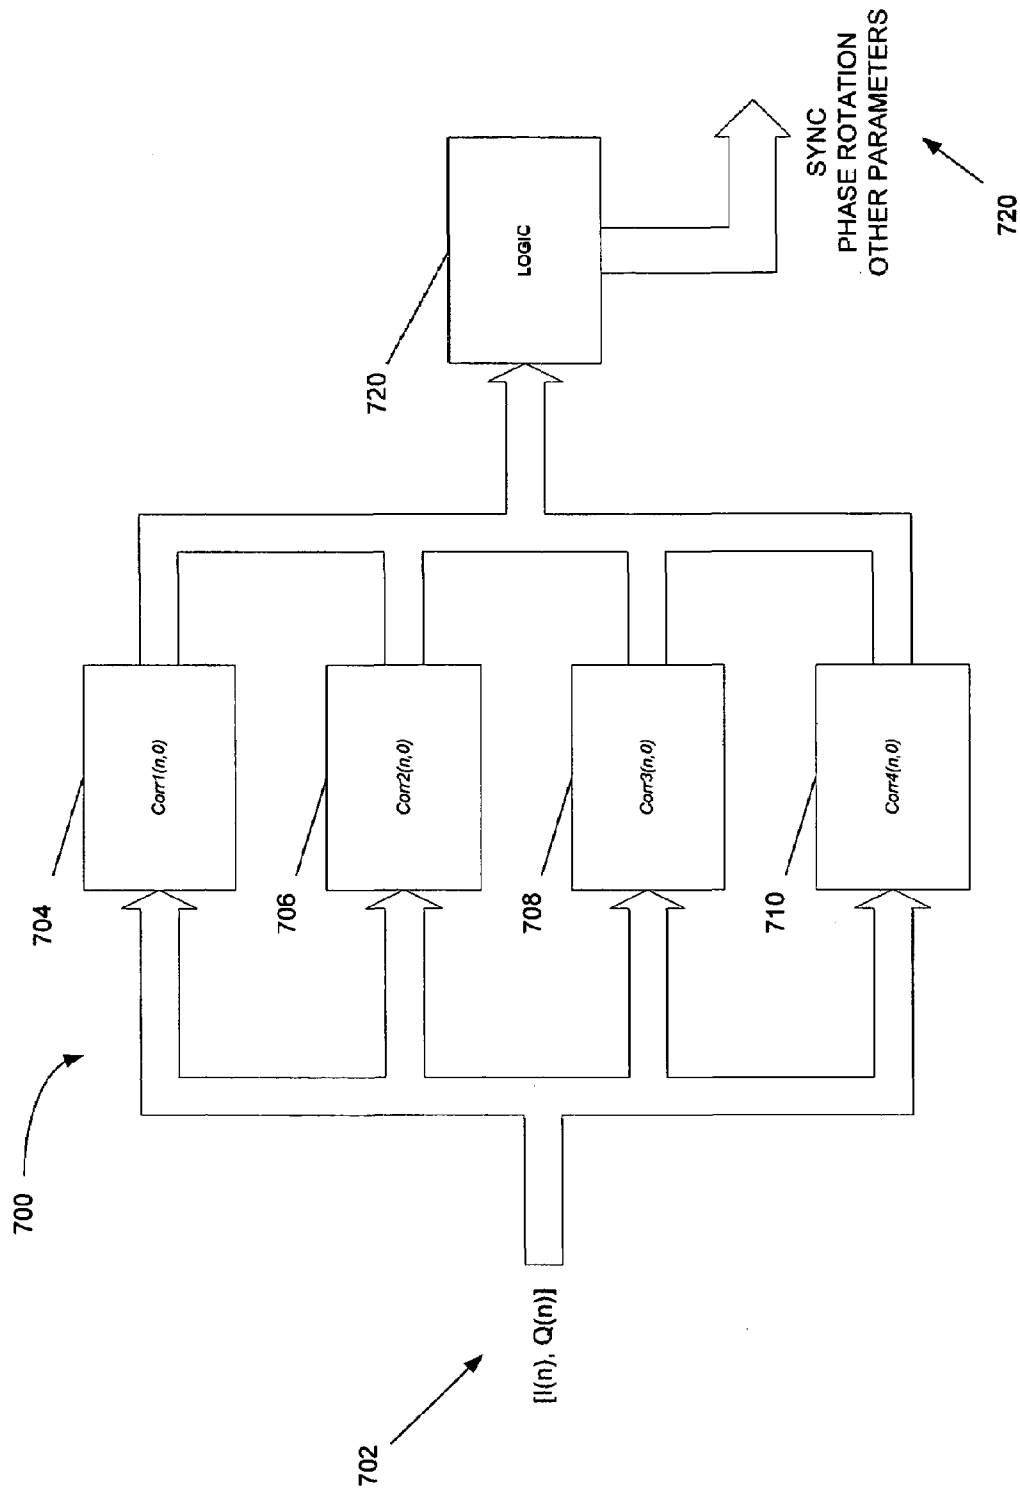 700
702
[I(n), Q(n)]
704
Corr1(n,0)
706
Corr2(n,0)
708
Corr3(n,0)
710
Corr4(n,0)
720
LOGIC
SYNC
PHASE ROTATION
OTHER PARAMETERS
720